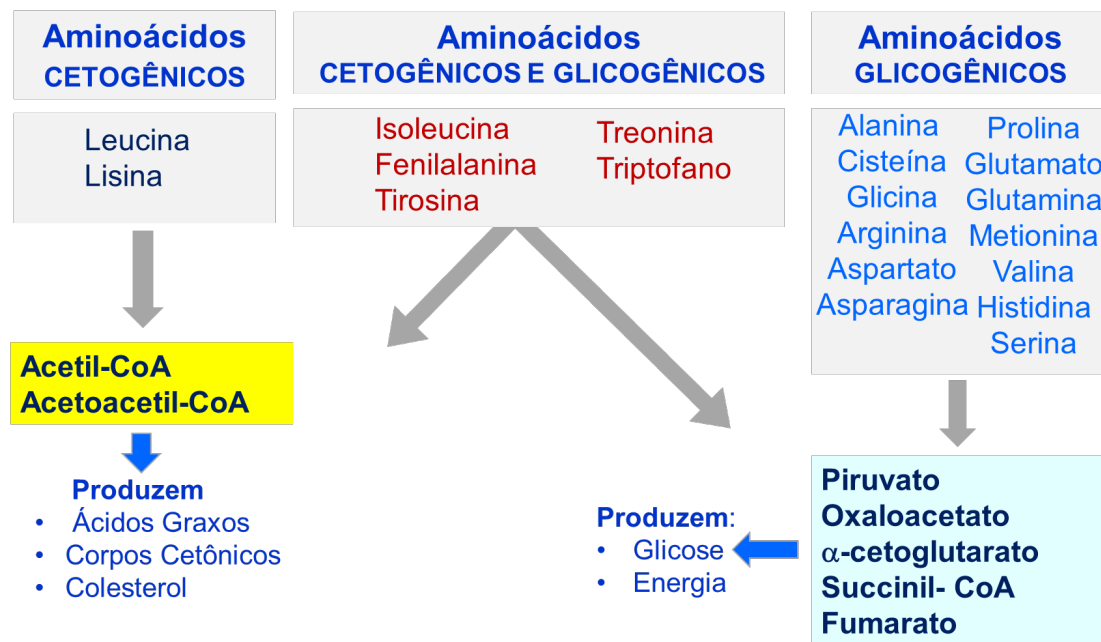 Aminoácidos
CETOGÊNICOS
Aminoácidos
CETOGÊNICOS E GLICOGÊNICOS
Aminoácidos
GLICOGÊNICOS
Leucina
Lisina
Isoleucina
Fenilalanina
Tirosina
Treonina
Triptofano
Alanina
Cisteína
Glicina
Arginina
Aspartato
Asparagina
Prolina
Glutamato
Glutamina
Metionina
Valina
Histidina
Serina
Acetil-CoA
Acetoacetil-CoA
Produzem
• Ácidos Graxos
• Corpos Cetônicos
• Colesterol
Produzem:
• Glicose
• Energia
Piruvato
Oxaloacetato
α-cetoglutarato
Succinil- CoA
Fumarato